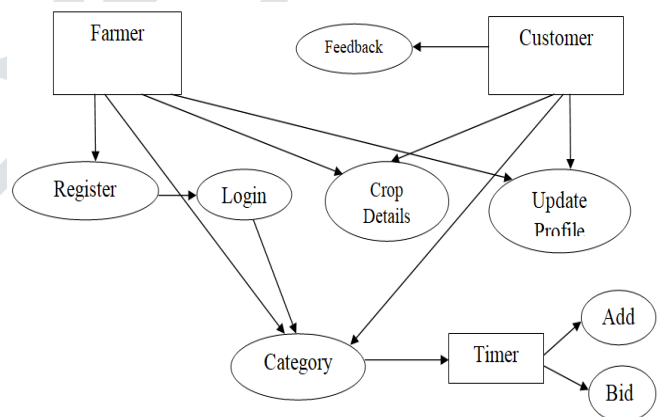 Farmer
Feedback
Customer
Register
Login
Crop
Details
Update
Profile
Category
Timer
Add
Bid